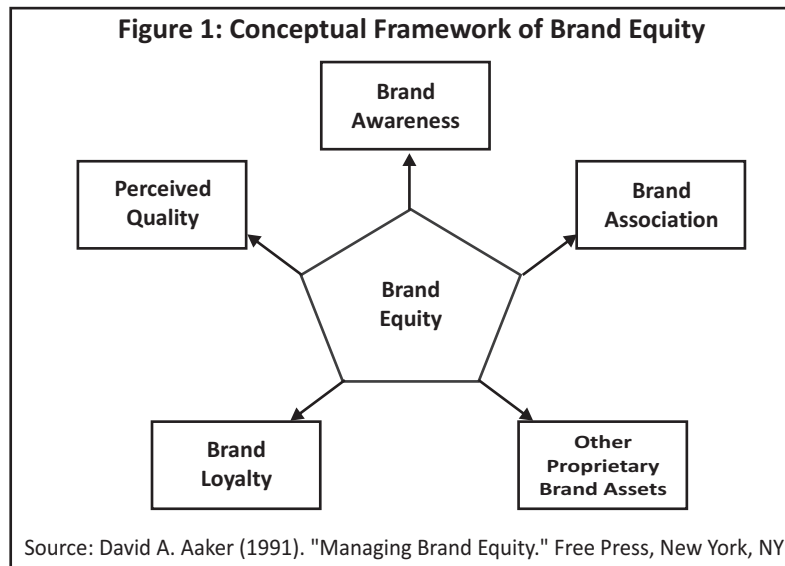 Figure 1: Conceptual Framework of Brand Equity
Brand
Awareness
Perceived
Quality
Brand
Association
Brand
Equity
Brand
Loyalty
Other
Proprietary
Brand Assets
Source: David A. Aaker (1991). "Managing Brand Equity." Free Press, New York, NY